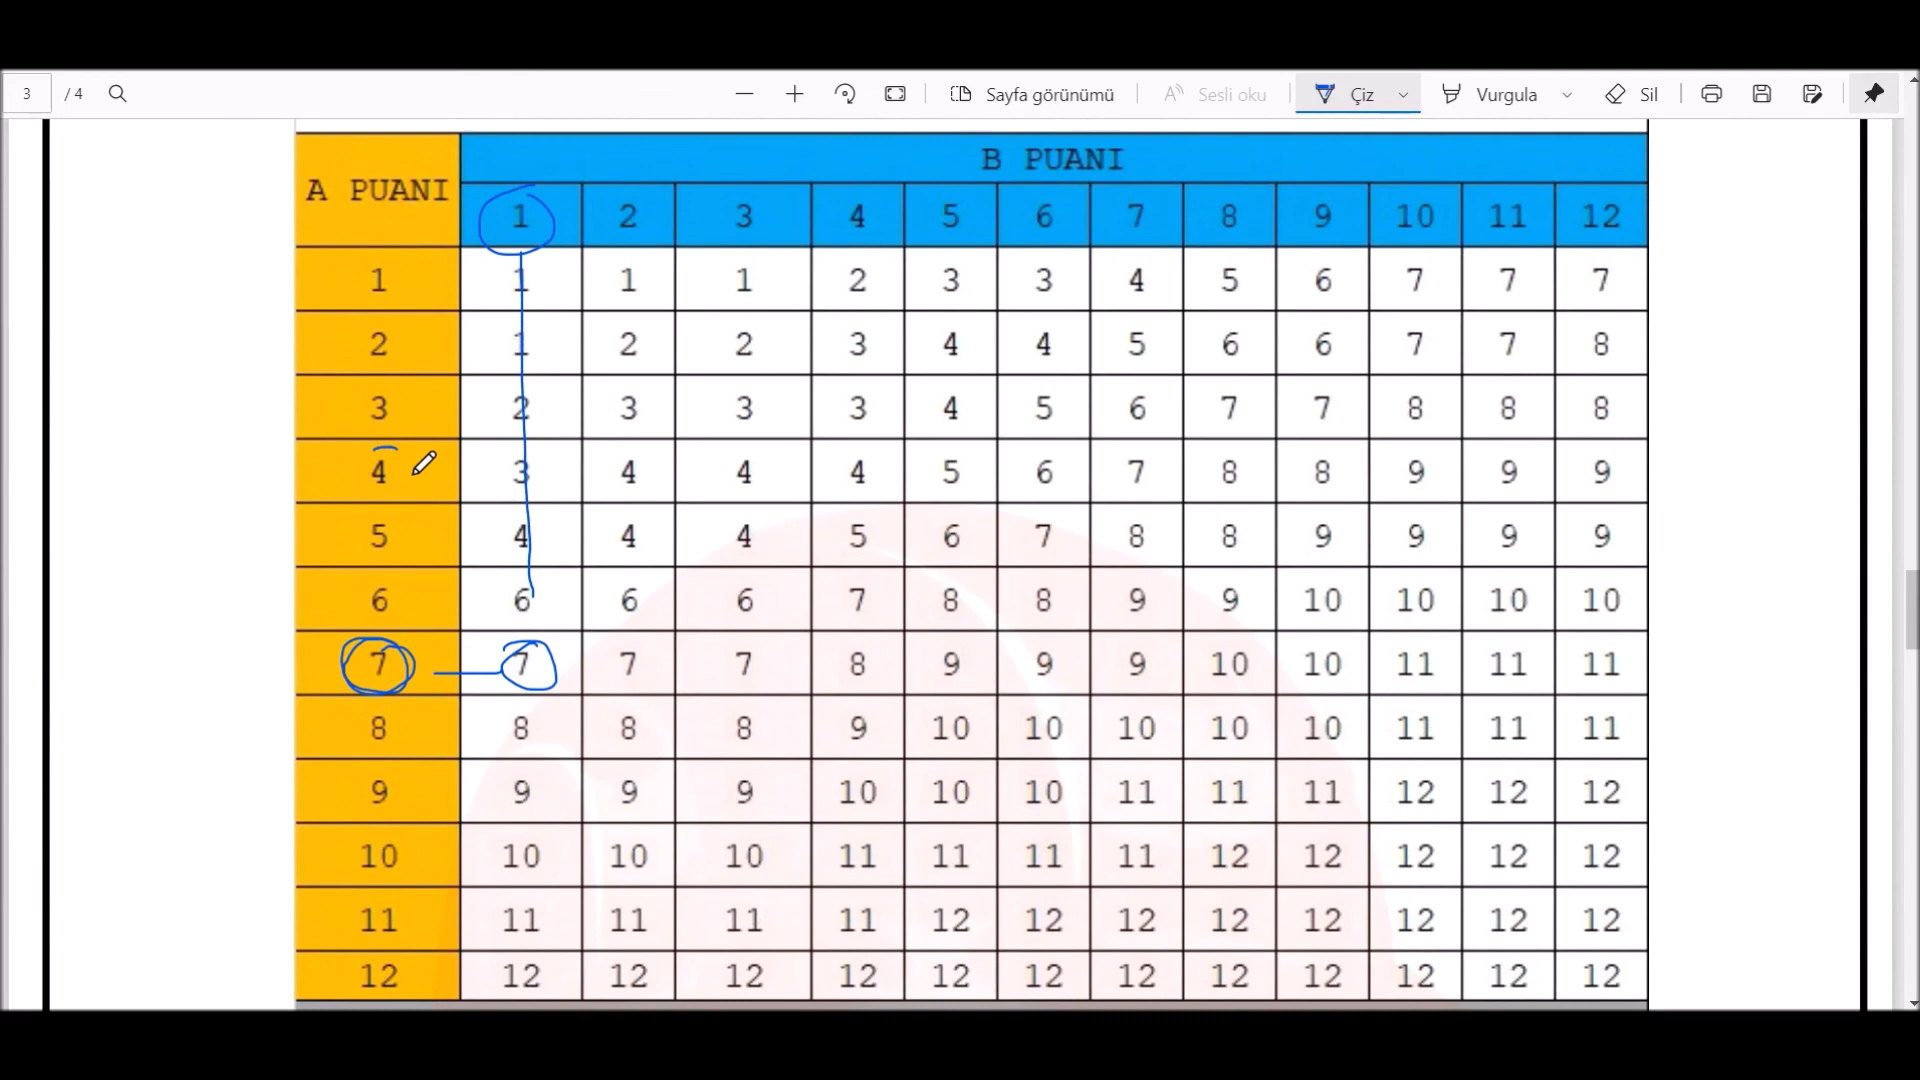 3 / 4 Sayfa görünümü Sesli oku Çiz Vurgula Sil
A PUANI B PUANI
1 2 3 4 5 6 7 8 9 10 11 12
1 1 1 1 2 3 3 4 5 6 7 7 7
2 1 2 2 3 4 4 5 6 6 7 7 8
3 2 3 3 3 4 5 6 7 7 8 8 8
4 3 4 4 4 5 6 7 8 8 9 9 9
5 4 4 4 5 6 7 8 8 9 9 9 9
6 6 6 6 7 8 8 9 9 10 10 10 10
7 7 7 7 8 9 9 9 10 10 11 11 11
8 8 8 8 9 10 10 10 10 10 11 11 11
9 9 9 9 10 10 10 11 11 11 12 12 12
10 10 10 10 11 11 11 11 12 12 12 12 12
11 11 11 11 11 12 12 12 12 12 12 12 12
12 12 12 12 12 12 12 12 12 12 12 12 12